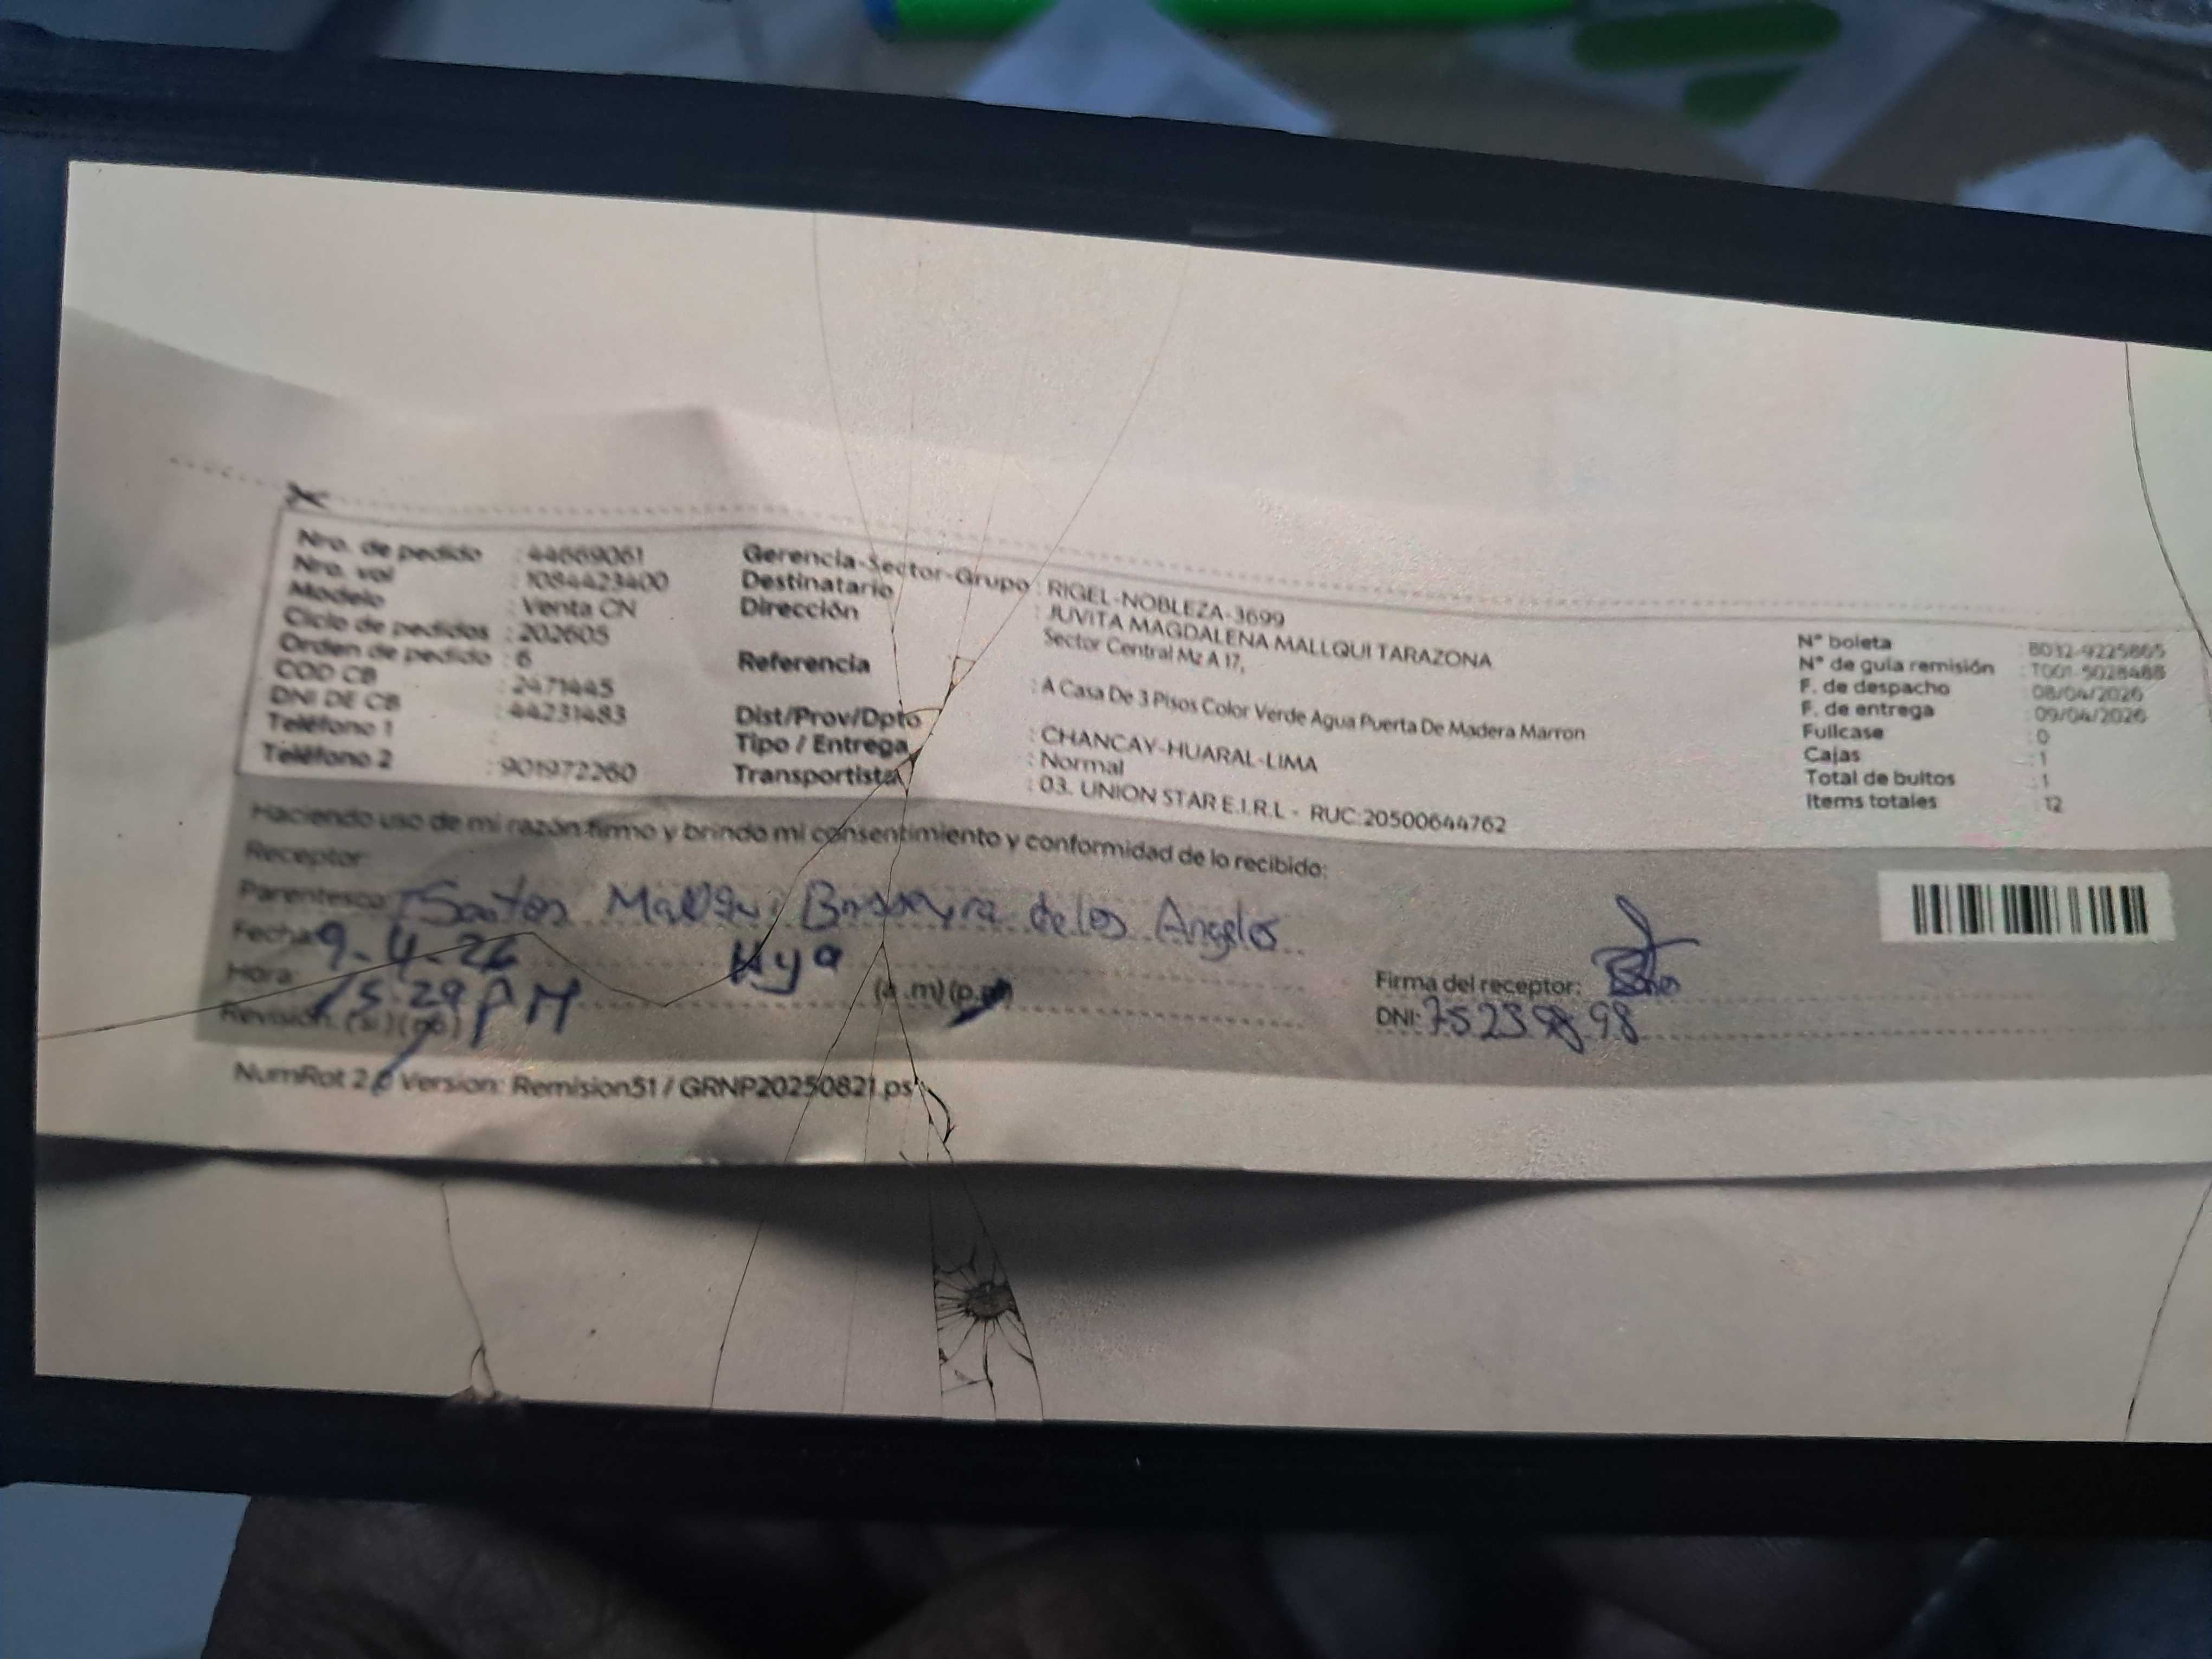 Nro. de pedido : 44669061
Nro. vol : 1084423400
Modelo : Venta CN
Ciclo de pedidos : 202605
Orden de pedido : 6
COD CB : 2471445
DNI DE CB : 44231483
Teléfono 1 :
Teléfono 2 : 901972260
Gerencia-Sector-Grupo : RIGEL-NOBLEZA-3699
Destinatario : JUVITA MAGDALENA MALLQUI TARAZONA
Dirección Sector Central Mz A 17,
Referencia : A Casa De 3 Pisos Color Verde Agua Puerta De Madera Marron
Dist/Prov/Dpto : CHANCAY-HUARAL-LIMA
Tipo / Entrega : Normal
Transportista : 03. UNION STAR E.I.R.L - RUC:20500644762
N° boleta
N° de guía remisión
F. de despacho : 08/04/2026
F. de entrega : 09/04/2026
Fullcase : 0
Cajas : 1
Total de bultos : 1
Items totales 12
Haciendo uso de mi razón firmo y brindo mi consentimiento y conformidad de lo recibido:
Receptor:
Parentesco: Santos de los Angeles
Fecha: 9-4-26 Hya
Hora: 5:29 PM (a.m)(p.m)
Revisión: (si)(no)
Firma del receptor:
DNI:
NumRot 2 Version: Remision51 / GRNP20250821.ps